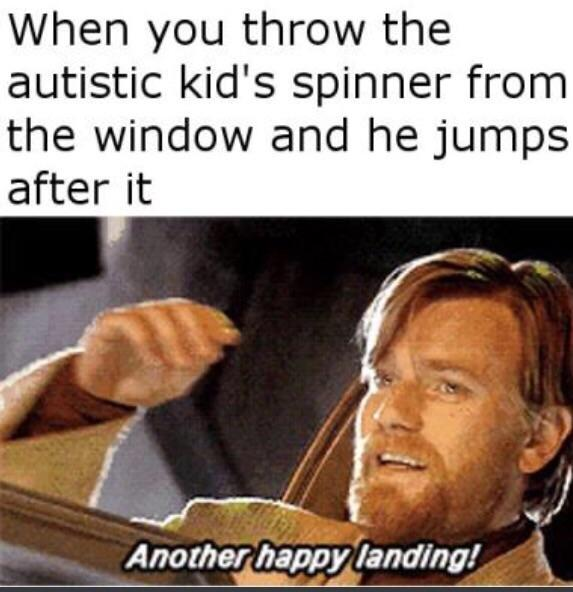 When you throw the
autistic kid's spinner from
the window and he jumps
after it
Another happy landing!